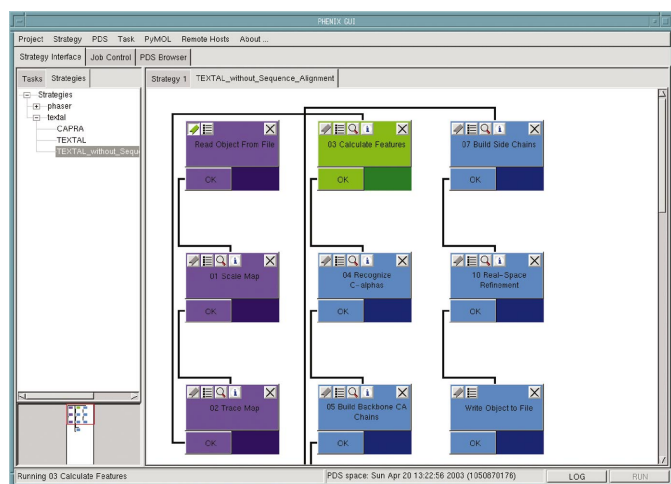 PHENIX GUI
Project Strategy PDS Task PyMOL Remote Hosts About ...
Strategy Interface Job Control PDS Browser
Tasks Strategies
Strategy 1 TEXTAL_without_Sequence_Alignment
Strategies
phaser
textal
CAPRA
TEXTAL
TEXTAL_without_Sequ
Read Object From File
OK
03 Calculate Features
OK
07 Build Side Chains
OK
01 Scale Map
OK
04 Recognize
C-alphas
OK
10 Real-Space
Refinement
OK
02 Trace Map
OK
05 Build Backbone CA
Chains
OK
Write Object to File
OK
Running 03 Calculate Features
PDS space: Sun Apr 20 13:22:56 2003 (1050870176)
LOG
RUN